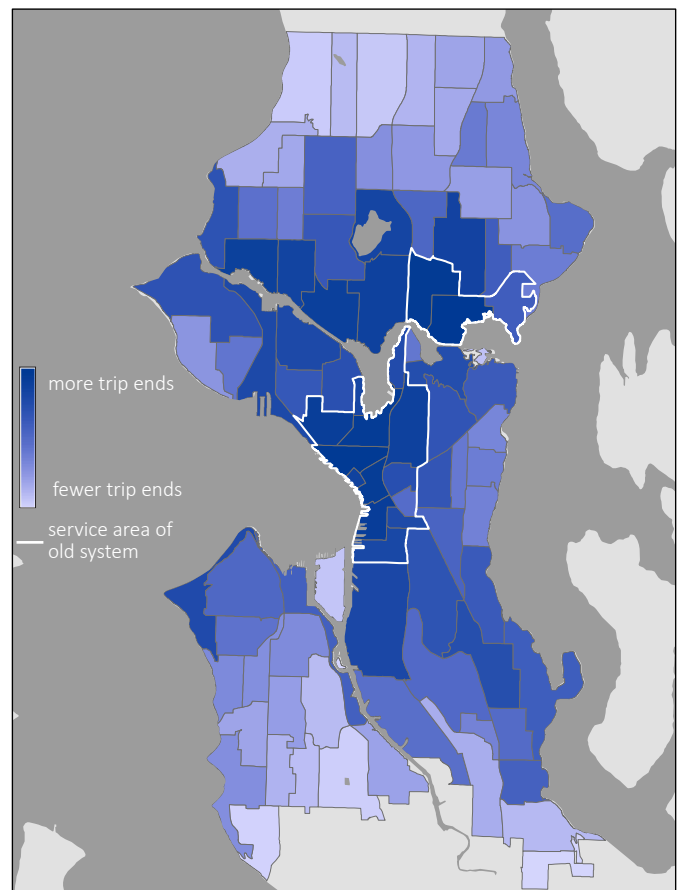 more trip ends
fewer trip ends
service area of
old system